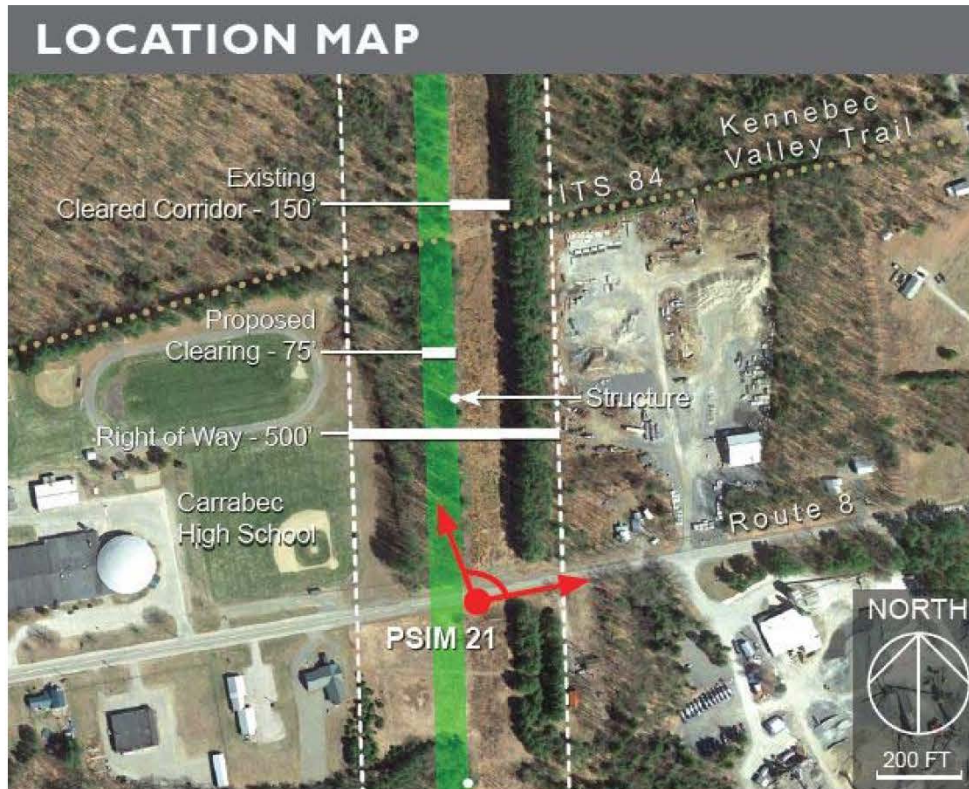 LOCATION MAP
Kennebec
Valley Trail
ITS 84
Existing
Cleared Corridor - 150'
Proposed
Clearing - 75'
Structure
Right of Way - 500'
Carrabec
High School
Route 8
PSIM 21
NORTH
200 FT